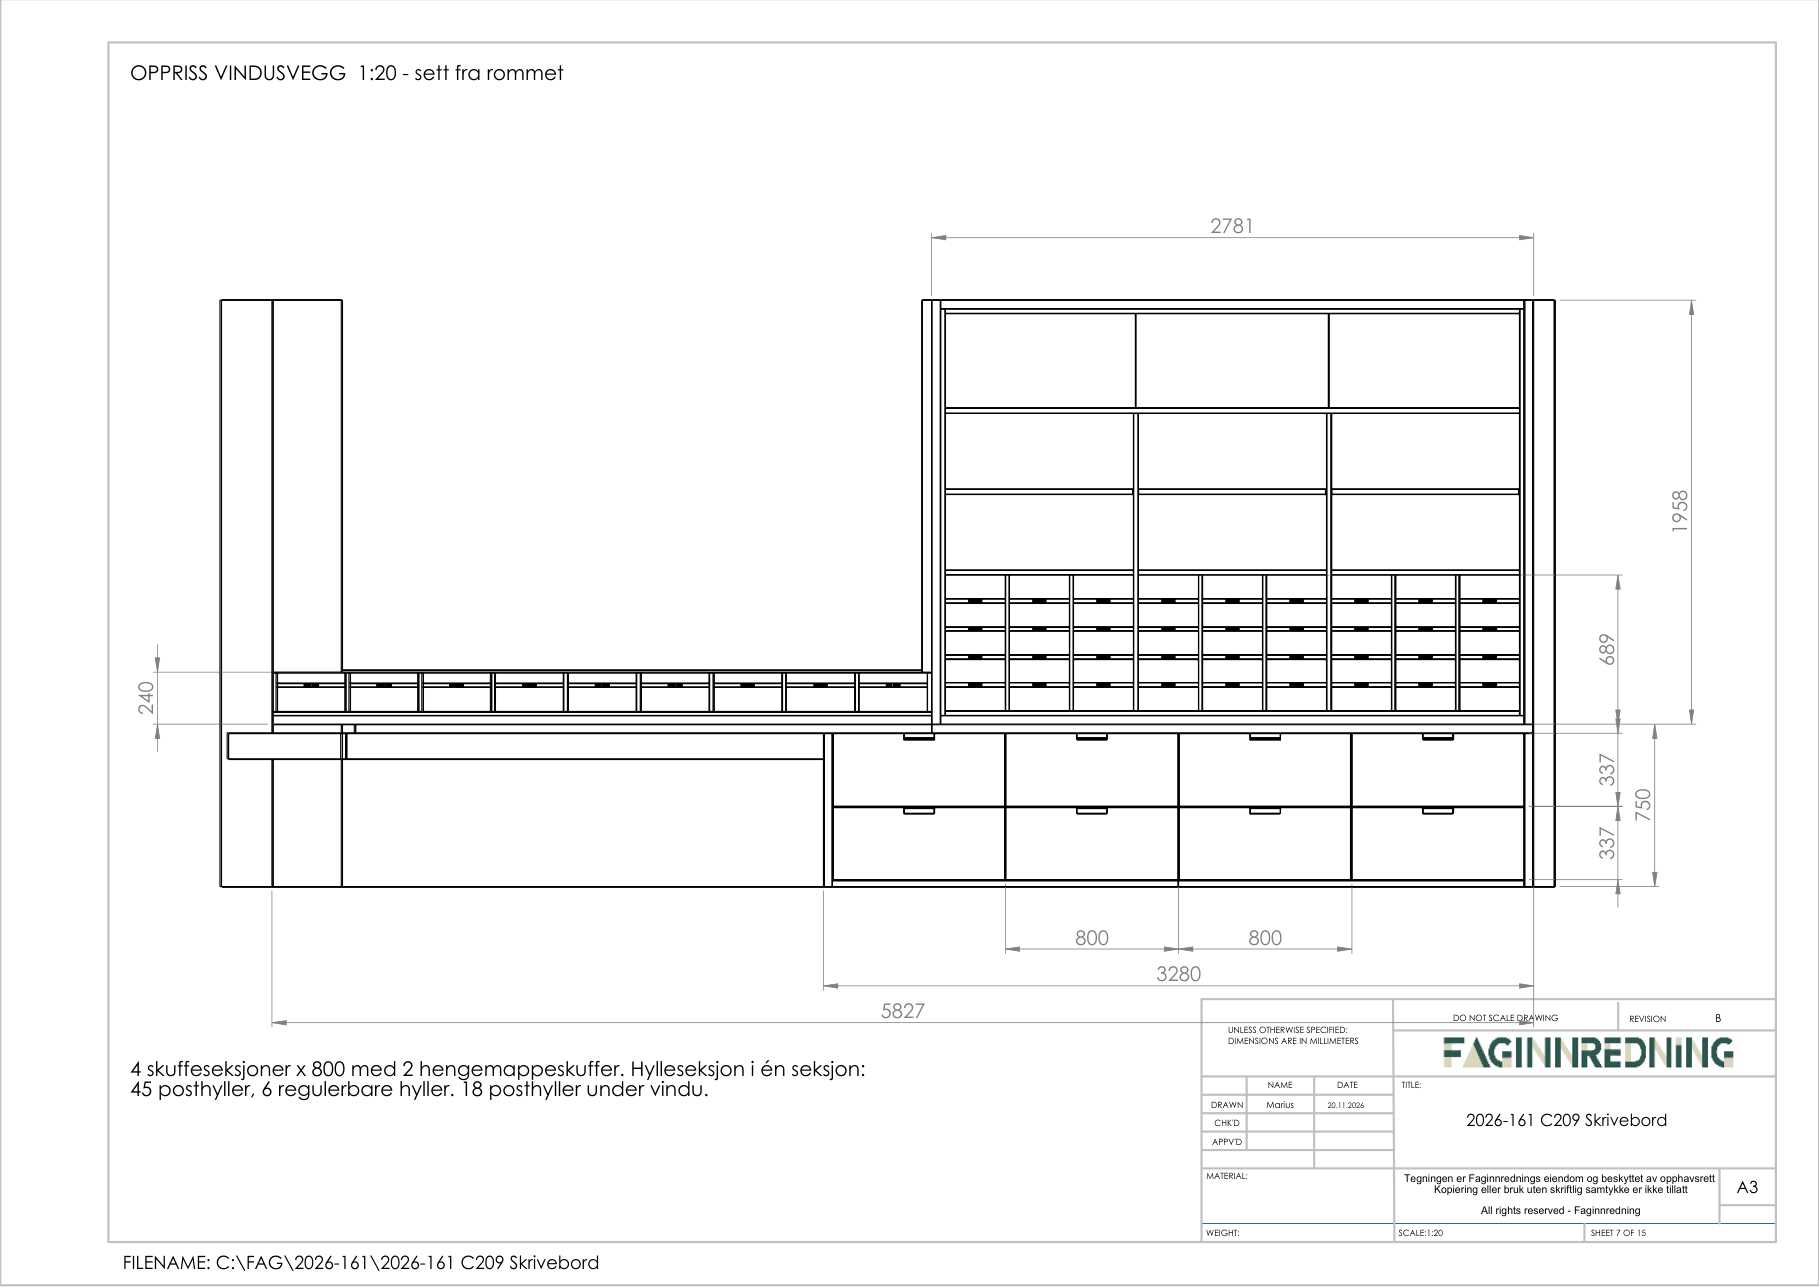 OPPRISS VINDUSVEGG 1:20 - sett fra rommet
2781
1958
689
240
337
750
337
800
800
3280
5827
4 skuffeseksjoner x 800 med 2 hengemappeskuffer. Hylleseksjon i én seksjon:
45 posthyller, 6 regulerbare hyller. 18 posthyller under vindu.
UNLESS OTHERWISE SPECIFIED:
DIMENSIONS ARE IN MILLIMETERS
DO NOT SCALE DRAWING
REVISION B
FAGINNREDNING
NAME DATE
DRAWN Marius 20.11.2026
CHK'D
APPV'D
TITLE:
2026-161 C209 Skrivebord
MATERIAL:
Tegningen er Faginnrednings eiendom og beskyttet av opphavsrett
Kopiering eller bruk uten skriftlig samtykke er ikke tillatt
All rights reserved - Faginnredning
A3
WEIGHT:
SCALE:1:20
SHEET 7 OF 15
FILENAME: C:\FAG\2026-161\2026-161 C209 Skrivebord